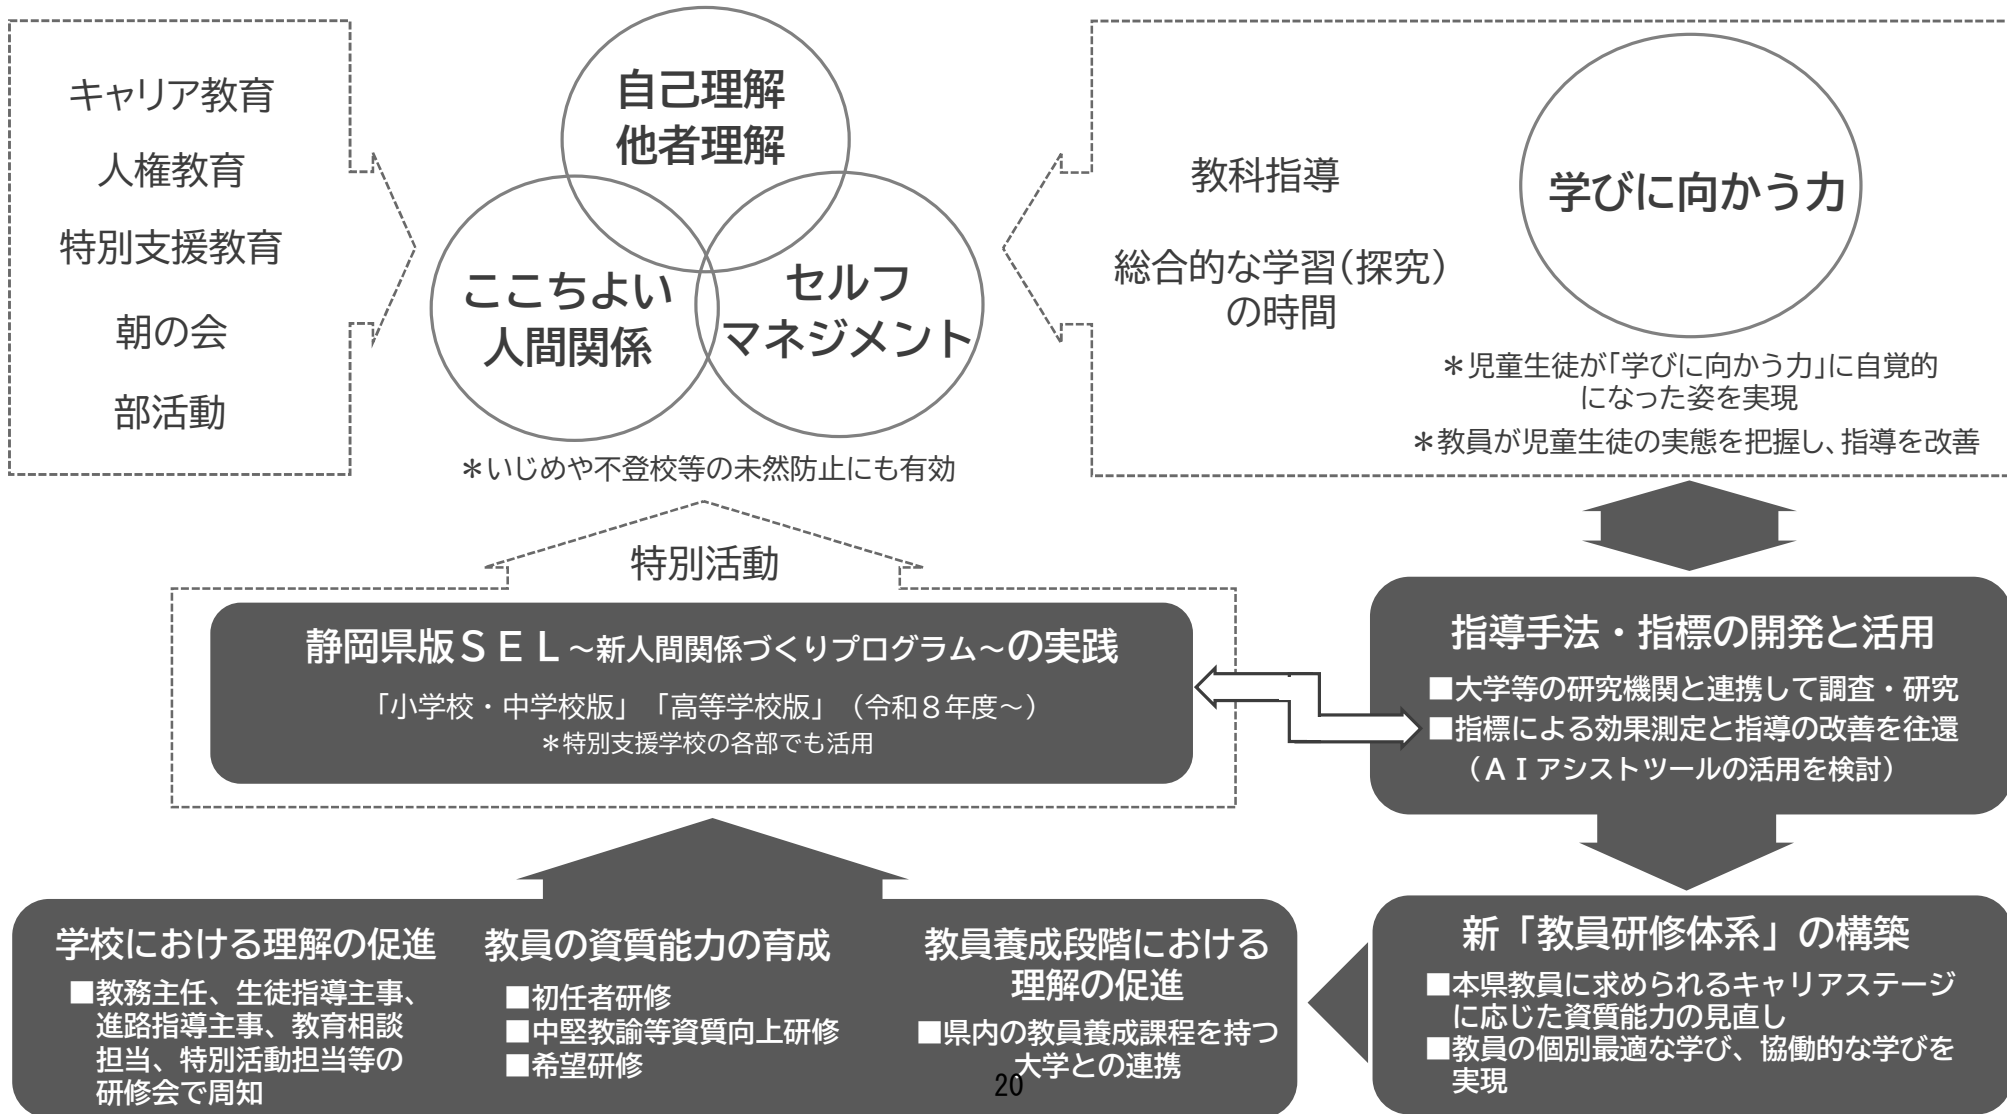 キャリア教育
人権教育
特別支援教育
朝の会
部活動
自己理解
他者理解
ここちよい
人間関係
セルフ
マネジメント
＊いじめや不登校等の未然防止にも有効
教科指導
総合的な学習(探究)
の時間
学びに向かう力
＊児童生徒が「学びに向かう力」に自覚的
になった姿を実現
＊教員が児童生徒の実態を把握し、指導を改善
特別活動
静岡県版ＳＥＬ～新人間関係づくりプログラム～の実践
「小学校・中学校版」「高等学校版」（令和８年度～）
＊特別支援学校の各部でも活用
指導手法・指標の開発と活用
■大学等の研究機関と連携して調査・研究
■指標による効果測定と指導の改善を往還
（ＡＩアシストツールの活用を検討）
学校における理解の促進
■教務主任、生徒指導主事、
進路指導主事、教育相談
担当、特別活動担当等の
研修会で周知
教員の資質能力の育成
■初任者研修
■中堅教諭等資質向上研修
■希望研修
教員養成段階における
理解の促進
■県内の教員養成課程を持つ
大学との連携
新「教員研修体系」の構築
■本県教員に求められるキャリアステージ
に応じた資質能力の見直し
■教員の個別最適な学び、協働的な学びを
実現
20